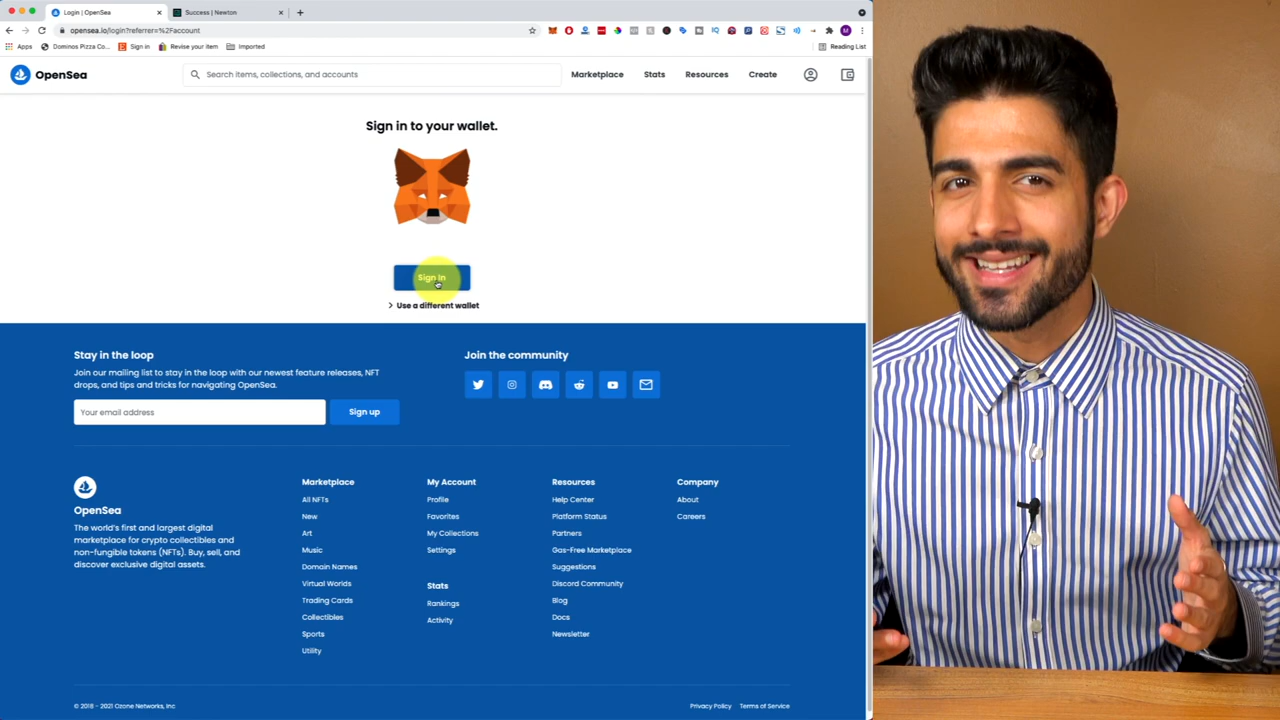 Login | OpenSea
Success | Newton
opensea.io/login?referrer=%2Faccount
Apps
Dominos Pizza Co...
Sign in
Revise your item
Imported
Reading List
OpenSea
Search items, collections, and accounts
Marketplace
Stats
Resources
Create
Sign in to your wallet.
Sign In
Use a different wallet
Stay in the loop
Join our mailing list to stay in the loop with our newest feature releases, NFT
drops, and tips and tricks for navigating OpenSea.
Your email address
Sign up
Join the community
OpenSea
The world's first and largest digital
marketplace for crypto collectibles and
non-fungible tokens (NFTs). Buy, sell, and
discover exclusive digital assets.
Marketplace
All NFTs
New
Art
Music
Domain Names
Virtual Worlds
Trading Cards
Collectibles
Sports
Utility
My Account
Profile
Favorites
My Collections
Settings
Stats
Rankings
Activity
Resources
Help Center
Platform Status
Partners
Gas-Free Marketplace
Suggestions
Discord Community
Blog
Docs
Newsletter
Company
About
Careers
© 2018 - 2021 Ozone Networks, Inc
Privacy Policy
Terms of Service